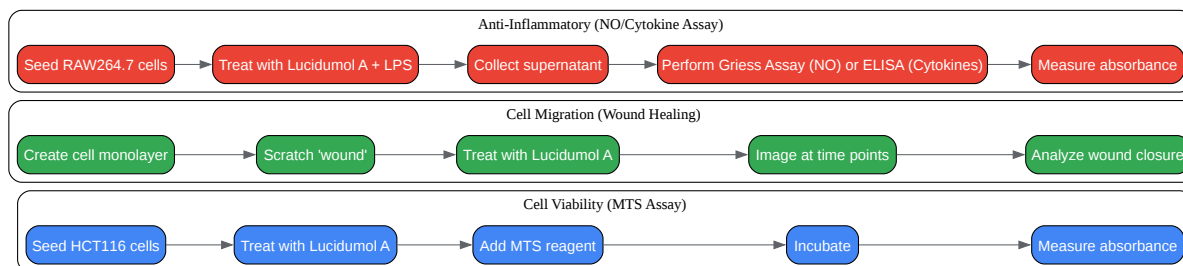 Anti-Inflammatory (NO/Cytokine Assay)
Seed RAW264.7 cells
Treat with Lucidumol A + LPS
Collect supernatant
Perform Griess Assay (NO) or ELISA (Cytokines)
Measure absorbance
Cell Migration (Wound Healing)
Create cell monolayer
Scratch 'wound'
Treat with Lucidumol A
Image at time points
Analyze wound closure
Cell Viability (MTS Assay)
Seed HCT116 cells
Treat with Lucidumol A
Add MTS reagent
Incubate
Measure absorbance